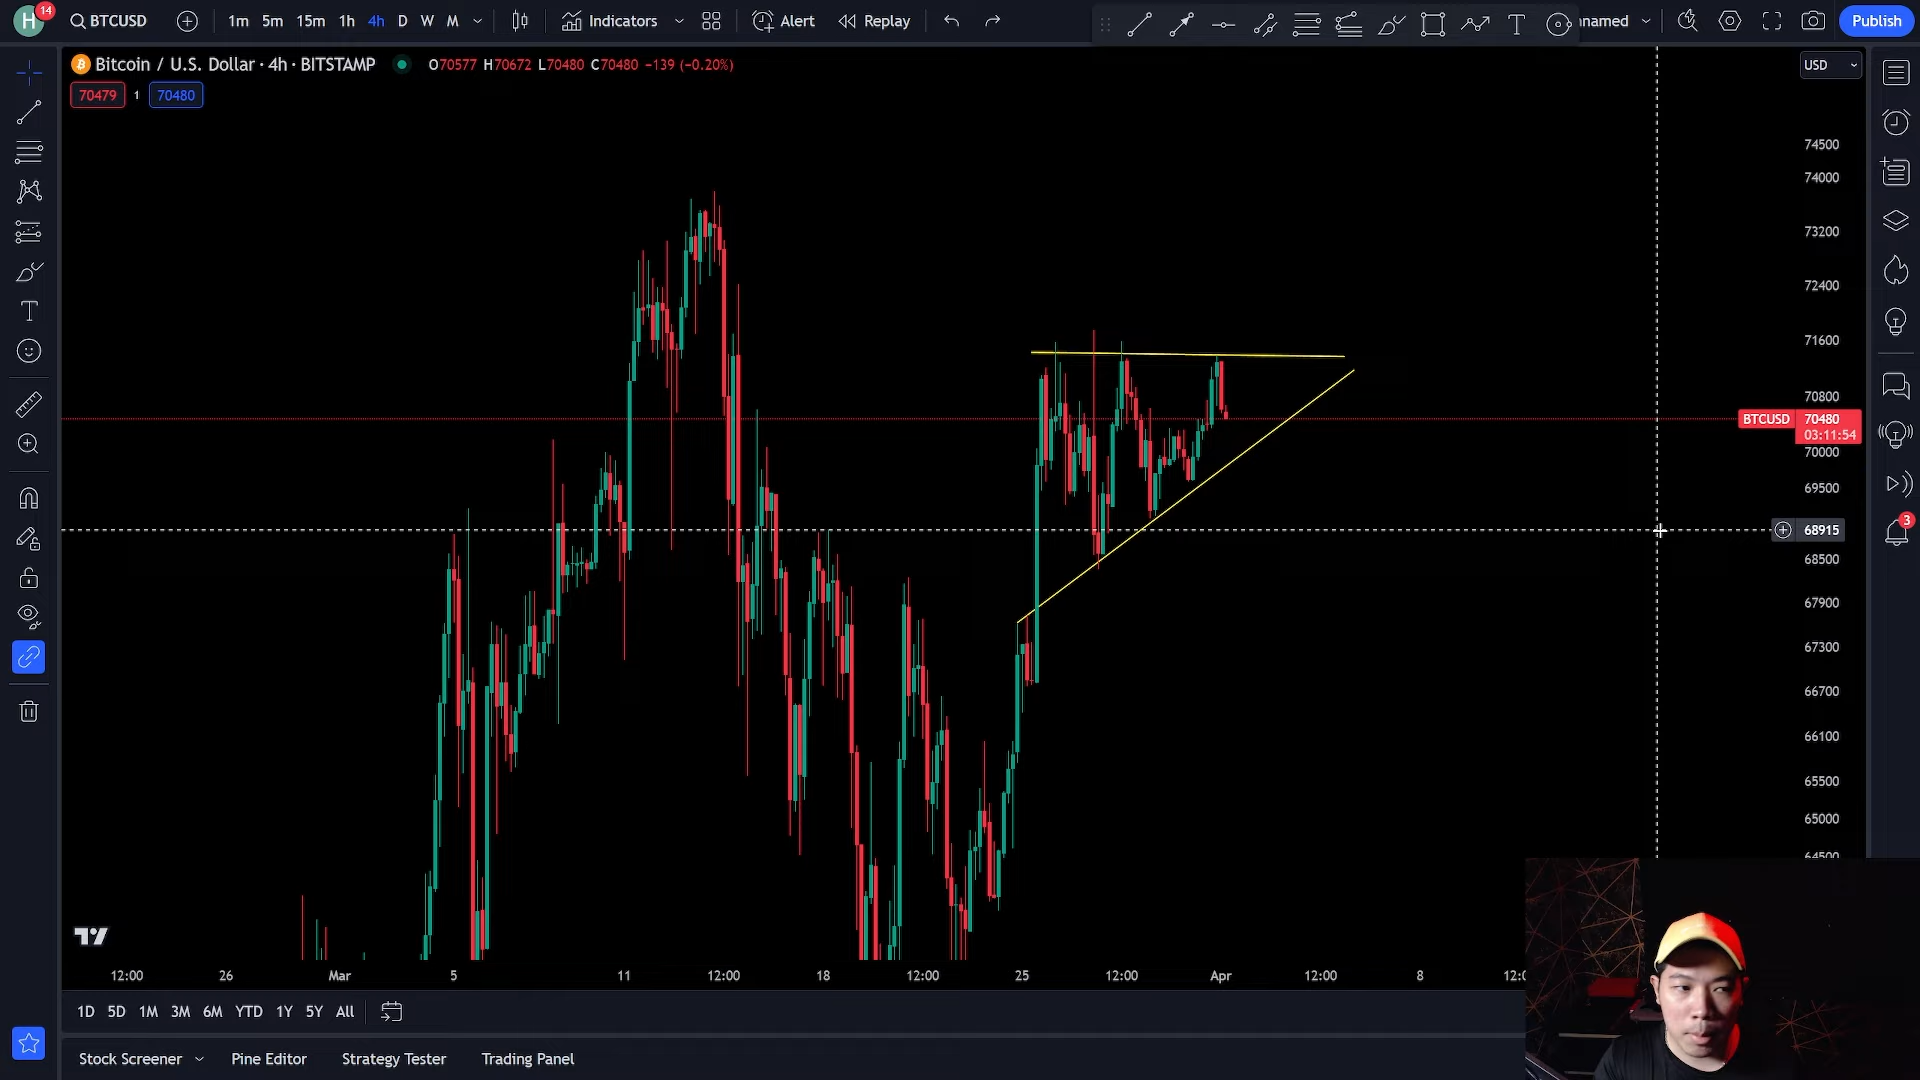 H 14 BTCUSD 1m 5m 15m 1h 4h D W M Indicators Alert Replay nnamed Publish
Bitcoin / U.S. Dollar · 4h · BITSTAMP O70577 H70672 L70480 C70480 −139 (−0.20%) USD
70479 1 70480
74500
74000
73200
72400
71600
70800
BTCUSD 70480
03:11:54
70000
69500
68915
3
68500
67900
67300
66700
66100
65500
65000
64500
12:00 26 Mar 5 11 12:00 18 12:00 25 12:00 Apr 12:00 8
1D 5D 1M 3M 6M YTD 1Y 5Y All
Stock Screener Pine Editor Strategy Tester Trading Panel